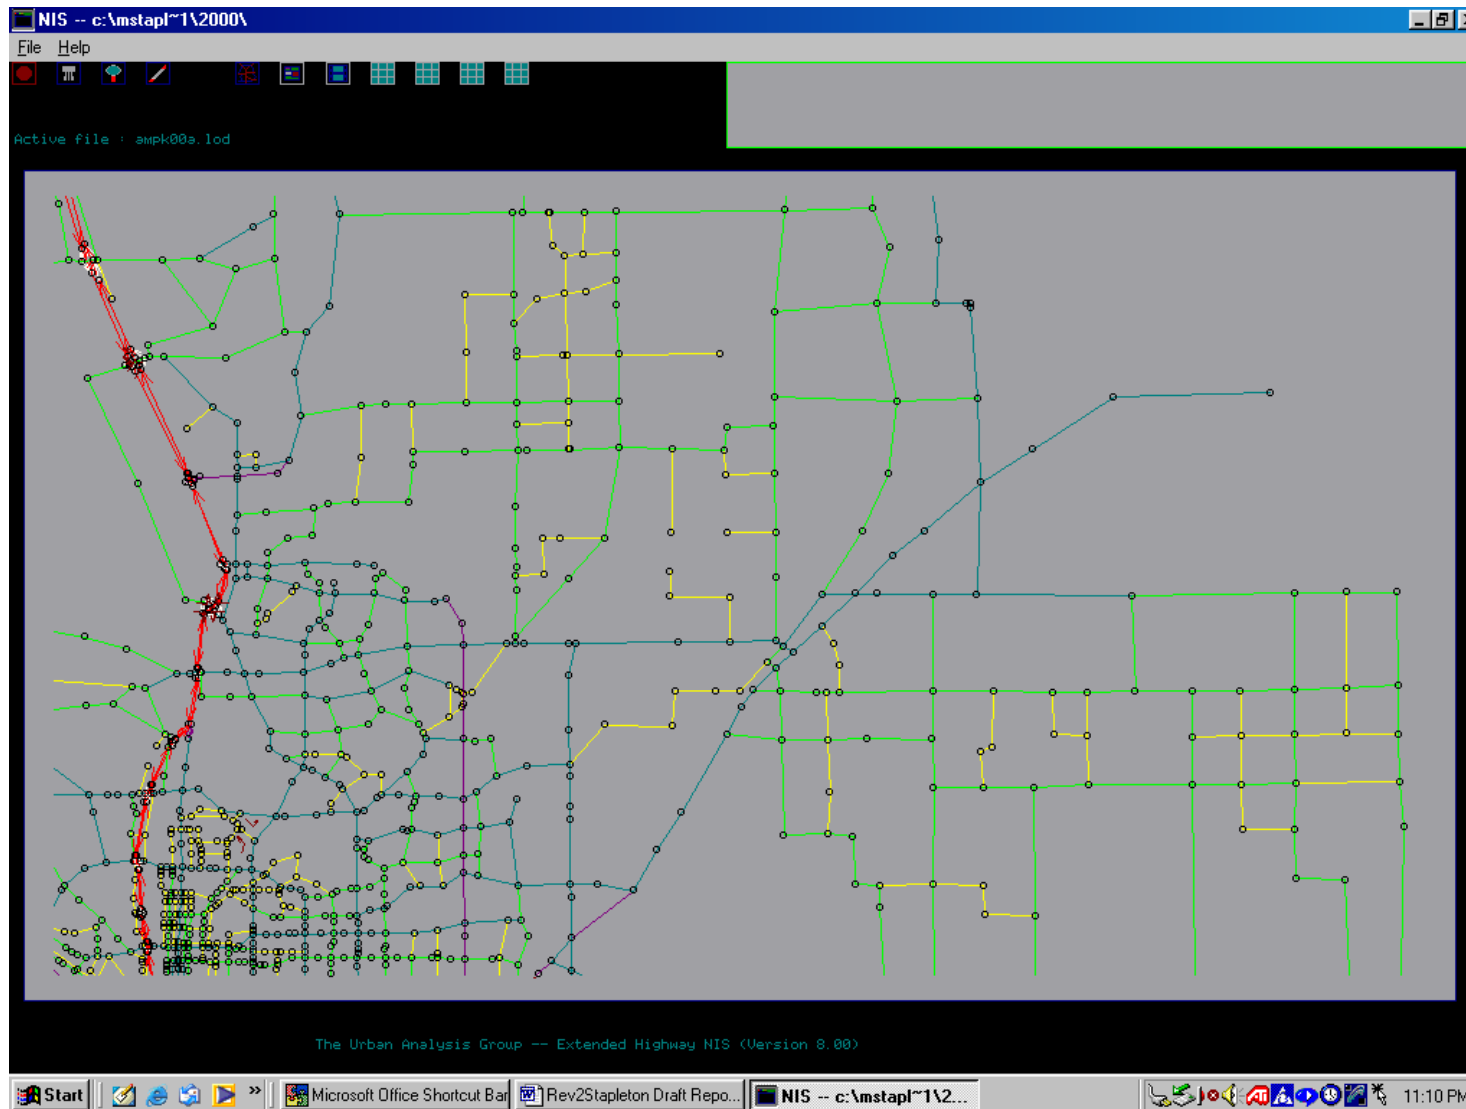 NIS -- c:\mstapl~1\2000\
File Help
Active file : ampk00a.lod
The Urban Analysis Group -- Extended Highway NIS (Version 8.00)
Start
»
Microsoft Office Shortcut Bar
Rev2Stapleton Draft Repo...
NIS -- c:\mstapl~1\2...
11:10 PM